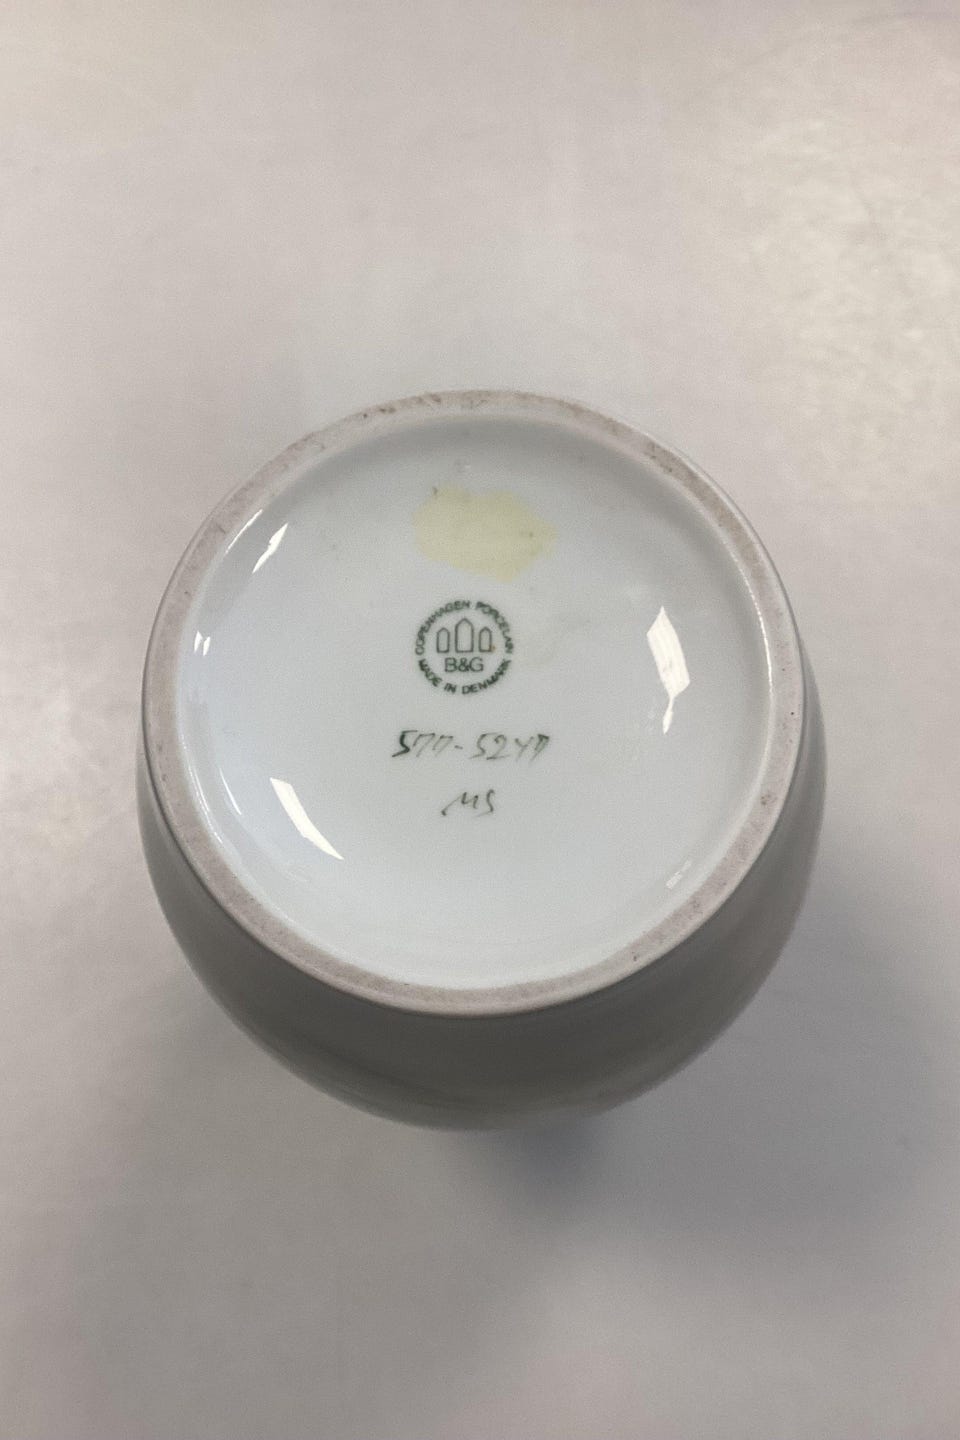 COPENHAGEN PORCELAIN
B&G
MADE IN DENMARK
577-5247
MS